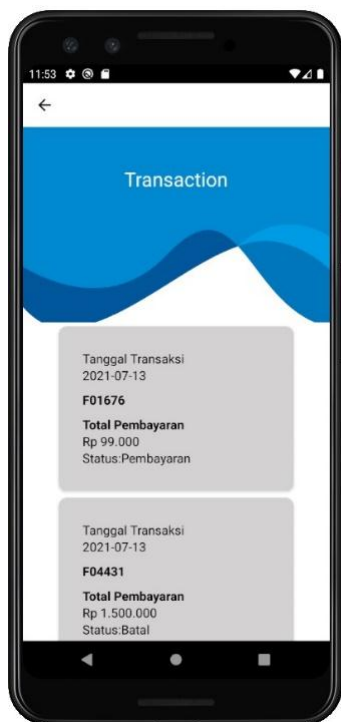 11:53
Transaction
Tanggal Transaksi
2021-07-13
F01676
Total Pembayaran
Rp 99.000
Status:Pembayaran
Tanggal Transaksi
2021-07-13
F04431
Total Pembayaran
Rp 1.500.000
Status:Batal